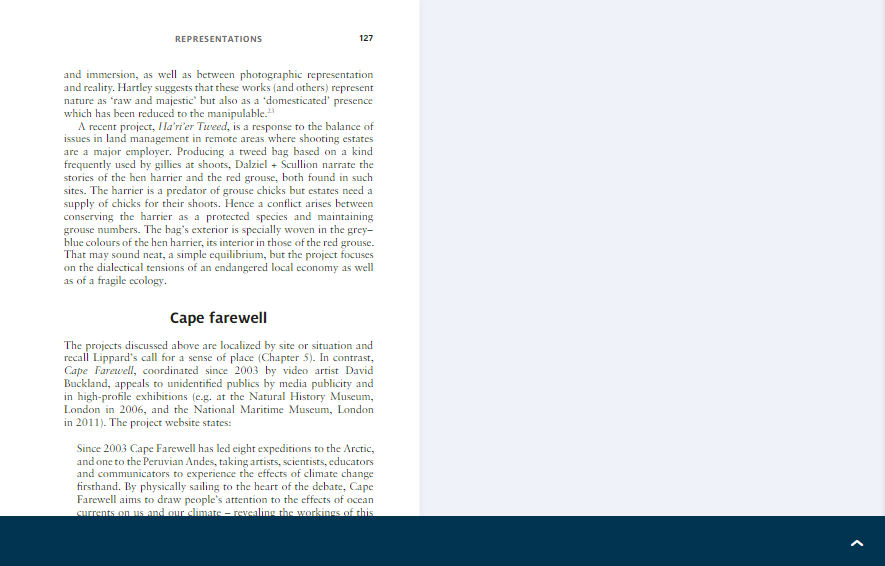 REPRESENTATIONS 127
and immersion, as well as between photographic representation
and reality. Hartley suggests that these works (and others) represent
nature as ‘raw and majestic’ but also as a ‘domesticated’ presence
which has been reduced to the manipulable.23
A recent project, Ha’ri’er Tweed, is a response to the balance of
issues in land management in remote areas where shooting estates
are a major employer. Producing a tweed bag based on a kind
frequently used by gillies at shoots, Dalziel + Scullion narrate the
stories of the hen harrier and the red grouse, both found in such
sites. The harrier is a predator of grouse chicks but estates need a
supply of chicks for their shoots. Hence a conflict arises between
conserving the harrier as a protected species and maintaining
grouse numbers. The bag’s exterior is specially woven in the grey–
blue colours of the hen harrier, its interior in those of the red grouse.
That may sound neat, a simple equilibrium, but the project focuses
on the dialectical tensions of an endangered local economy as well
as of a fragile ecology.
Cape farewell
The projects discussed above are localized by site or situation and
recall Lippard’s call for a sense of place (Chapter 5). In contrast,
Cape Farewell, coordinated since 2003 by video artist David
Buckland, appeals to unidentified publics by media publicity and
in high-profile exhibitions (e.g. at the Natural History Museum,
London in 2006, and the National Maritime Museum, London
in 2011). The project website states:
Since 2003 Cape Farewell has led eight expeditions to the Arctic,
and one to the Peruvian Andes, taking artists, scientists, educators
and communicators to experience the effects of climate change
firsthand. By physically sailing to the heart of the debate, Cape
Farewell aims to draw people’s attention to the effects of ocean
currents on us and our climate – revealing the workings of this